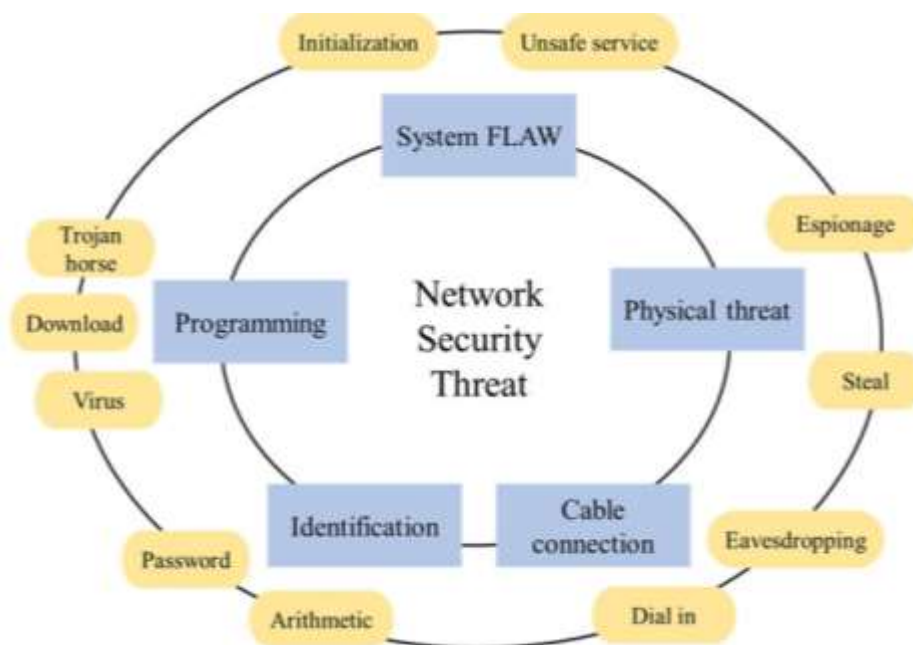 Initialization
Unsafe service
System FLAW
Espionage
Trojan
horse
Download
Programming
Network
Security
Threat
Physical threat
Virus
Steal
Identification
Cable
connection
Eavesdropping
Password
Arithmetic
Dial in